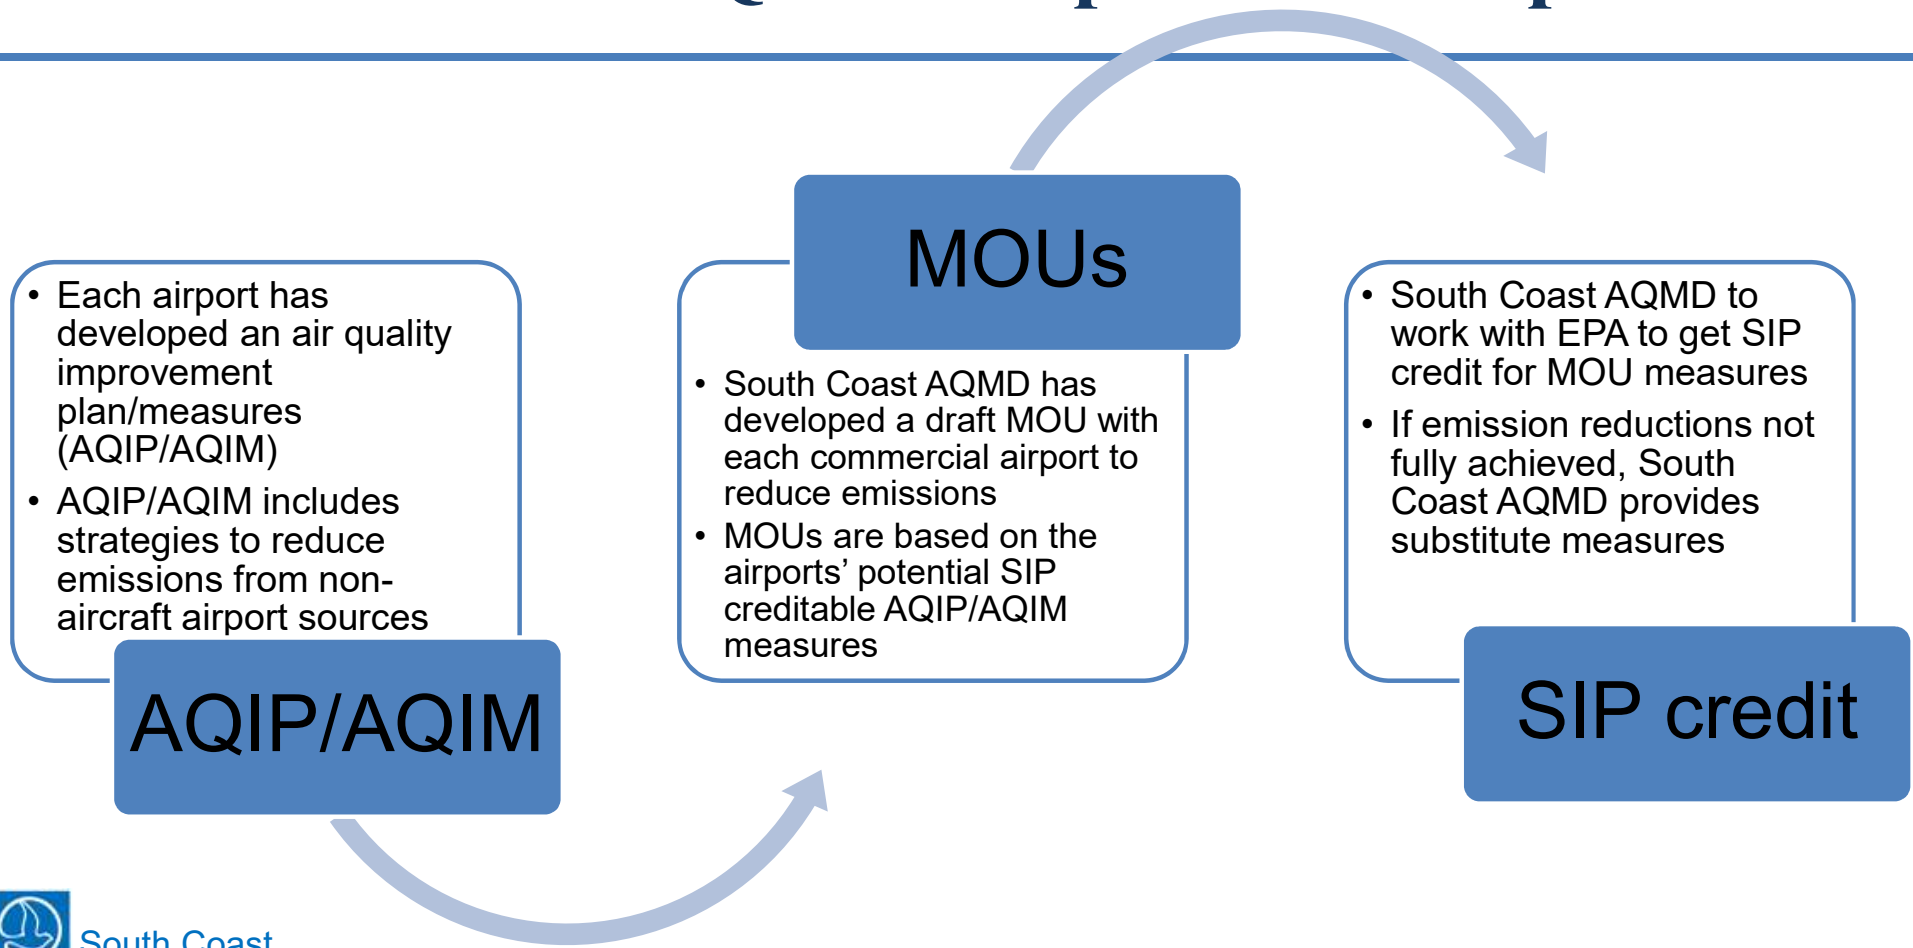 • Each airport has
developed an air quality
improvement
plan/measures
(AQIP/AQIM)
• AQIP/AQIM includes
strategies to reduce
emissions from non-
aircraft airport sources
AQIP/AQIM
MOUs
• South Coast AQMD has
developed a draft MOU with
each commercial airport to
reduce emissions
• MOUs are based on the
airports’ potential SIP
creditable AQIP/AQIM
measures
• South Coast AQMD to
work with EPA to get SIP
credit for MOU measures
• If emission reductions not
fully achieved, South
Coast AQMD provides
substitute measures
SIP credit
South Coast